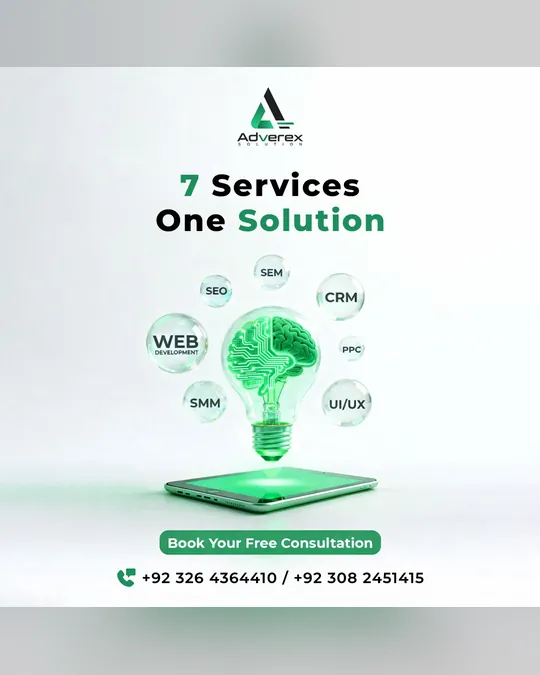 Adverex
SOLUTION
7 Services
One Solution
SEM
SEO
CRM
WEB
DEVELOPMENT
PPC
SMM
UI/UX
Book Your Free Consultation
+92 326 4364410 / +92 308 2451415